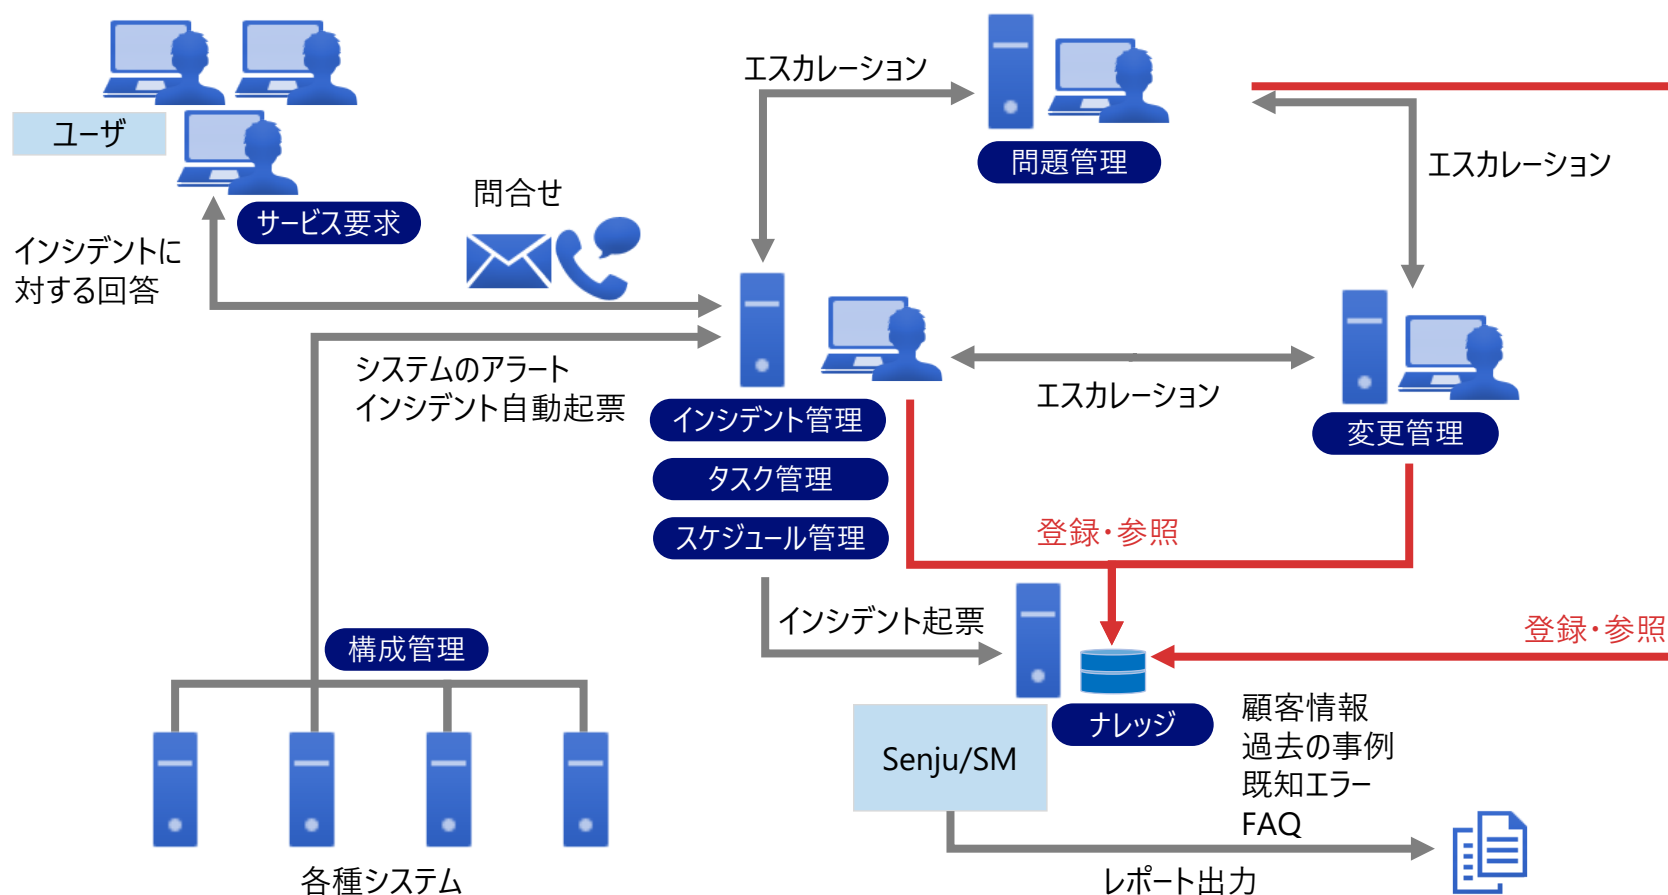 エスカレーション
ユーザ
問題管理
エスカレーション
問合せ
サービス要求
インシデントに
対する回答
システムのアラート
インシデント自動起票
エスカレーション
インシデント管理
変更管理
タスク管理
スケジュール管理
登録・参照
インシデント起票
登録・参照
構成管理
ナレッジ
顧客情報
過去の事例
既知エラー
FAQ
Senju/SM
各種システム
レポート出力